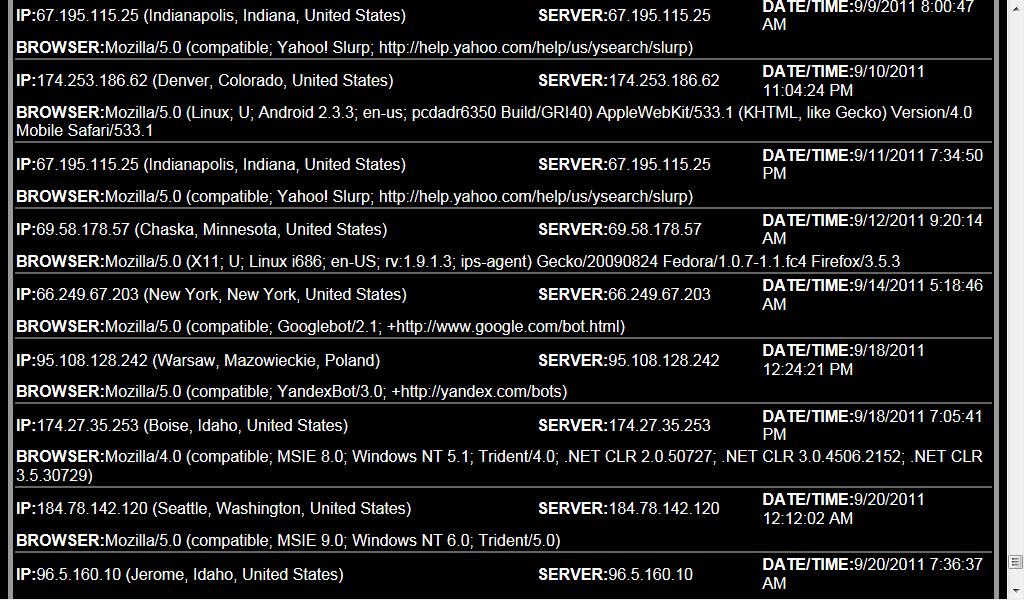 IP:67.195.115.25 (Indianapolis, Indiana, United States) SERVER:67.195.115.25 DATE/TIME:9/9/2011 8:00:47 AM
BROWSER:Mozilla/5.0 (compatible; Yahoo! Slurp; http://help.yahoo.com/help/us/ysearch/slurp)
IP:174.253.186.62 (Denver, Colorado, United States) SERVER:174.253.186.62 DATE/TIME:9/10/2011 11:04:24 PM
BROWSER:Mozilla/5.0 (Linux; U; Android 2.3.3; en-us; pcdadr6350 Build/GRI40) AppleWebKit/533.1 (KHTML, like Gecko) Version/4.0
Mobile Safari/533.1
IP:67.195.115.25 (Indianapolis, Indiana, United States) SERVER:67.195.115.25 DATE/TIME:9/11/2011 7:34:50 PM
BROWSER:Mozilla/5.0 (compatible; Yahoo! Slurp; http://help.yahoo.com/help/us/ysearch/slurp)
IP:69.58.178.57 (Chaska, Minnesota, United States) SERVER:69.58.178.57 DATE/TIME:9/12/2011 9:20:14 AM
BROWSER:Mozilla/5.0 (X11; U; Linux i686; en-US; rv:1.9.1.3; ips-agent) Gecko/20090824 Fedora/1.0.7-1.1.fc4 Firefox/3.5.3
IP:66.249.67.203 (New York, New York, United States) SERVER:66.249.67.203 DATE/TIME:9/14/2011 5:18:46 AM
BROWSER:Mozilla/5.0 (compatible; Googlebot/2.1; +http://www.google.com/bot.html)
IP:95.108.128.242 (Warsaw, Mazowieckie, Poland) SERVER:95.108.128.242 DATE/TIME:9/18/2011 12:24:21 PM
BROWSER:Mozilla/5.0 (compatible; YandexBot/3.0; +http://yandex.com/bots)
IP:174.27.35.253 (Boise, Idaho, United States) SERVER:174.27.35.253 DATE/TIME:9/18/2011 7:05:41 PM
BROWSER:Mozilla/4.0 (compatible; MSIE 8.0; Windows NT 5.1; Trident/4.0; .NET CLR 2.0.50727; .NET CLR 3.0.4506.2152; .NET CLR
3.5.30729)
IP:184.78.142.120 (Seattle, Washington, United States) SERVER:184.78.142.120 DATE/TIME:9/20/2011 12:12:02 AM
BROWSER:Mozilla/5.0 (compatible; MSIE 9.0; Windows NT 6.0; Trident/5.0)
IP:96.5.160.10 (Jerome, Idaho, United States) SERVER:96.5.160.10 DATE/TIME:9/20/2011 7:36:37 AM